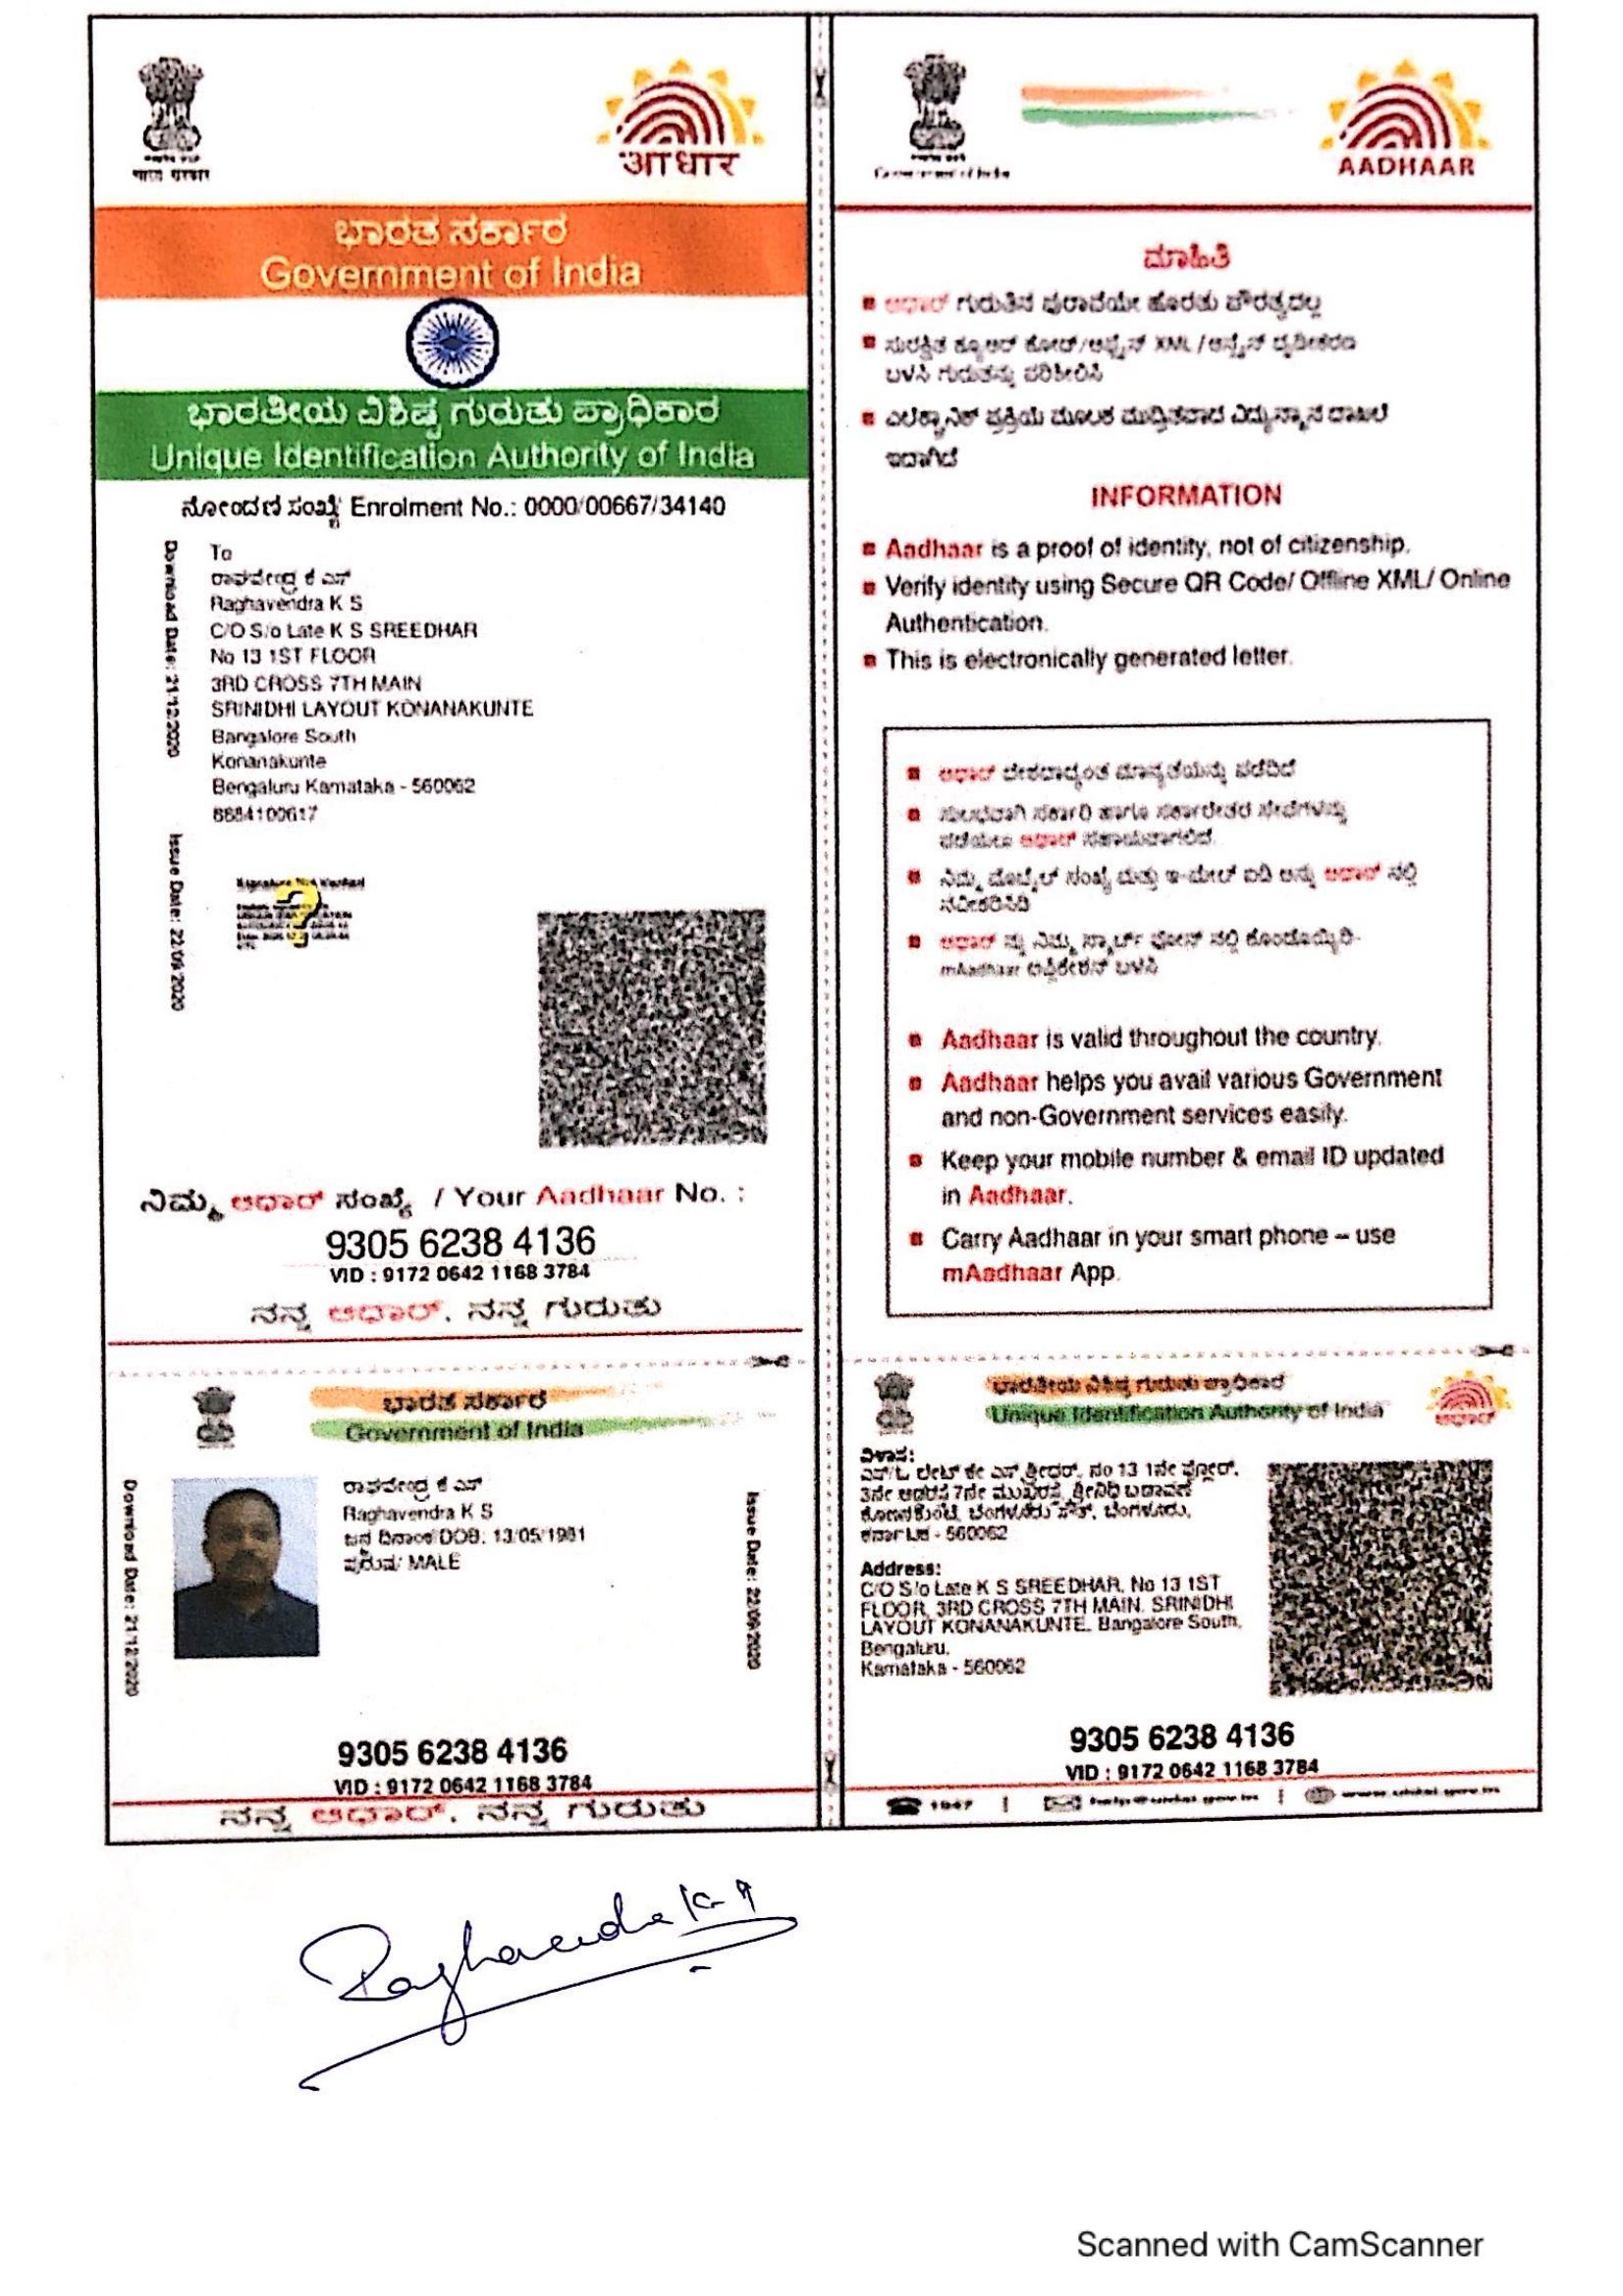 भारत सरकार
आधार
ಭಾರತ ಸರ್ಕಾರ
Government of India
ಭಾರತೀಯ ವಿಶಿಷ್ಟ ಗುರುತು ಪ್ರಾಧಿಕಾರ
Unique Identification Authority of India
ನೋಂದಣಿ ಸಂಖ್ಯೆ/ Enrolment No.: 0000/00667/34140
Download Date: 21/12/2020
To
ರಾಘವೇಂದ್ರ ಕೆ ಎಸ್
Raghavendra K S
C/O S/o Late K S SREEDHAR
No 13 1ST FLOOR
3RD CROSS 7TH MAIN
SRINIDHI LAYOUT KONANAKUNTE
Bangalore South
Konanakunte
Bengaluru Karnataka - 560062
8884100617
Issue Date: 22/09/2020
Signature Not Verified
ನಿಮ್ಮ ಆಧಾರ್ ಸಂಖ್ಯೆ / Your Aadhaar No. :
9305 6238 4136
VID : 9172 0642 1168 3784
ನನ್ನ ಆಧಾರ್, ನನ್ನ ಗುರುತು
ಭಾರತ ಸರ್ಕಾರ
Government of India
Download Date: 21/12/2020
ರಾಘವೇಂದ್ರ ಕೆ ಎಸ್
Raghavendra K S
ಜನ್ಮ ದಿನಾಂಕ/DOB: 13/05/1981
ಪುರುಷ/ MALE
Issue Date: 22/09/2020
9305 6238 4136
VID : 9172 0642 1168 3784
ನನ್ನ ಆಧಾರ್, ನನ್ನ ಗುರುತು
Government of India
AADHAAR
ಮಾಹಿತಿ
ಆಧಾರ್ ಗುರುತಿನ ಪುರಾವೆಯೇ ಹೊರತು ಪೌರತ್ವದಲ್ಲ
ಸುರಕ್ಷಿತ ಕ್ಯೂಆರ್ ಕೋಡ್/ಆಫ್ಲೈನ್ XML /ಆನ್ಲೈನ್ ದೃಢೀಕರಣ
ಬಳಸಿ ಗುರುತನ್ನು ಪರಿಶೀಲಿಸಿ
ಎಲೆಕ್ಟ್ರಾನಿಕ್ ಪ್ರಕ್ರಿಯೆ ಮೂಲಕ ಮುದ್ರಿತವಾದ ವಿದ್ಯುನ್ಮಾನ ದಾಖಲೆ
ಇದಾಗಿದೆ
INFORMATION
Aadhaar is a proof of identity, not of citizenship.
Verify identity using Secure QR Code/ Offline XML/ Online
Authentication.
This is electronically generated letter.
ಆಧಾರ್ ದೇಶದಾದ್ಯಂತ ಮಾನ್ಯತೆಯನ್ನು ಪಡೆದಿದೆ
ಸುಲಭವಾಗಿ ಸರ್ಕಾರಿ ಹಾಗೂ ಸರ್ಕಾರೇತರ ಸೇವೆಗಳನ್ನು
ಪಡೆಯಲು ಆಧಾರ್ ಸಹಾಯವಾಗಲಿದೆ.
ನಿಮ್ಮ ಮೊಬೈಲ್ ಸಂಖ್ಯೆ ಮತ್ತು ಇ-ಮೇಲ್ ಐಡಿ ಅನ್ನು ಆಧಾರ್ ನಲ್ಲಿ
ನವೀಕರಿಸಿಡಿ
ಆಧಾರ್ ನ್ನು ನಿಮ್ಮ ಸ್ಮಾರ್ಟ್ ಫೋನ್ ನಲ್ಲಿ ಕೊಂಡೊಯ್ಯಿರಿ-
mAadhaar ಅಪ್ಲಿಕೇಶನ್ ಬಳಸಿ
Aadhaar is valid throughout the country.
Aadhaar helps you avail various Government
and non-Government services easily.
Keep your mobile number & email ID updated
in Aadhaar.
Carry Aadhaar in your smart phone – use
mAadhaar App.
ಭಾರತೀಯ ವಿಶಿಷ್ಟ ಗುರುತು ಪ್ರಾಧಿಕಾರ
Unique Identification Authority of India
ಆಧಾರ್
ವಿಳಾಸ:
ಎಸ್/ಓ ಲೇಟ್ ಕೇ ಎಸ್ ಶ್ರೀಧರ್, ನಂ 13 1ನೇ ಫ್ಲೋರ್,
3ನೇ ಅಡ್ಡರಸ್ತೆ 7ನೇ ಮುಖ್ಯರಸ್ತೆ, ಶ್ರೀನಿಧಿ ಬಡಾವಣೆ
ಕೋಣನಕುಂಟೆ, ಬೆಂಗಳೂರು ಸೌತ್, ಬೆಂಗಳೂರು,
ಕರ್ನಾಟಕ - 560062
Address:
C/O S/o Late K S SREEDHAR, No 13 1ST
FLOOR, 3RD CROSS 7TH MAIN, SRINIDHI
LAYOUT KONANAKUNTE, Bangalore South,
Bengaluru,
Karnataka - 560062
9305 6238 4136
VID : 9172 0642 1168 3784
1947 | help@uidai.gov.in | www.uidai.gov.in
Raghavendra K S
Scanned with CamScanner